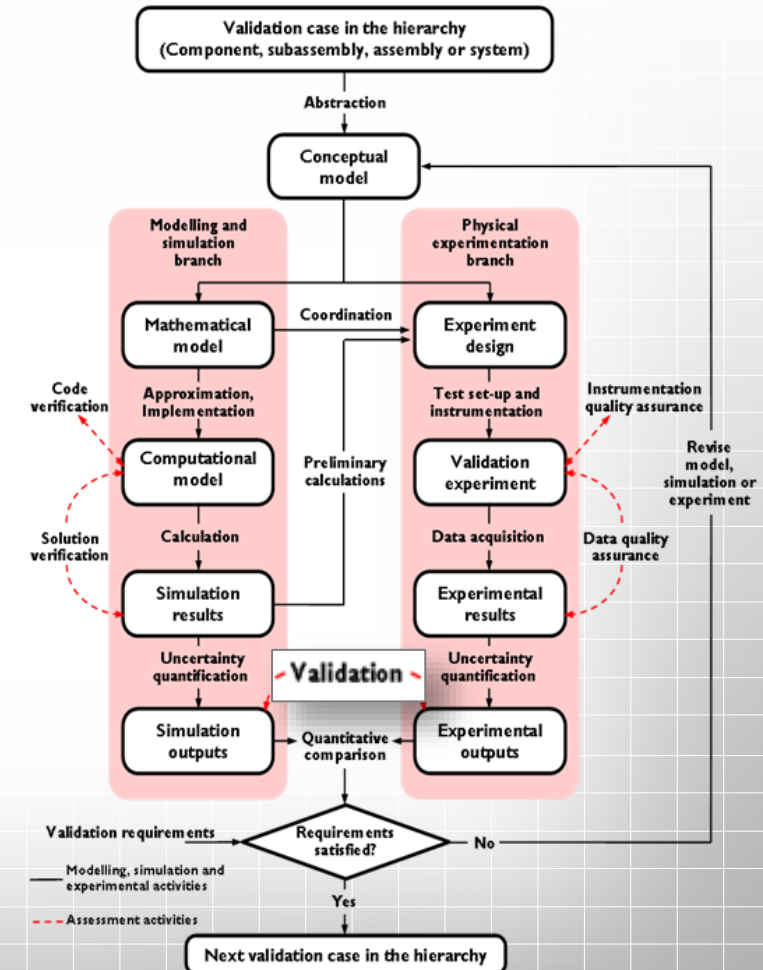 Validation case in the hierarchy
(Component, subassembly, assembly or system)
Abstraction
Conceptual
model
Modelling and
simulation
branch
Physical
experimentation
branch
Mathematical
model
Coordination
Experiment
design
Code
verification
Approximation,
Implementation
Test set-up and
instrumentation
Instrumentation
quality assurance
Computational
model
Preliminary
calculations
Validation
experiment
Revise
model,
simulation or
experiment
Solution
verification
Calculation
Data acquisition
Data quality
assurance
Simulation
results
Experimental
results
Uncertainty
quantification
Validation
Uncertainty
quantification
Simulation
outputs
Quantitative
comparison
Experimental
outputs
Validation requirements
Requirements
satisfied?
No
Modelling, simulation and
experimental activities
Yes
Assessment activities
Next validation case in the hierarchy